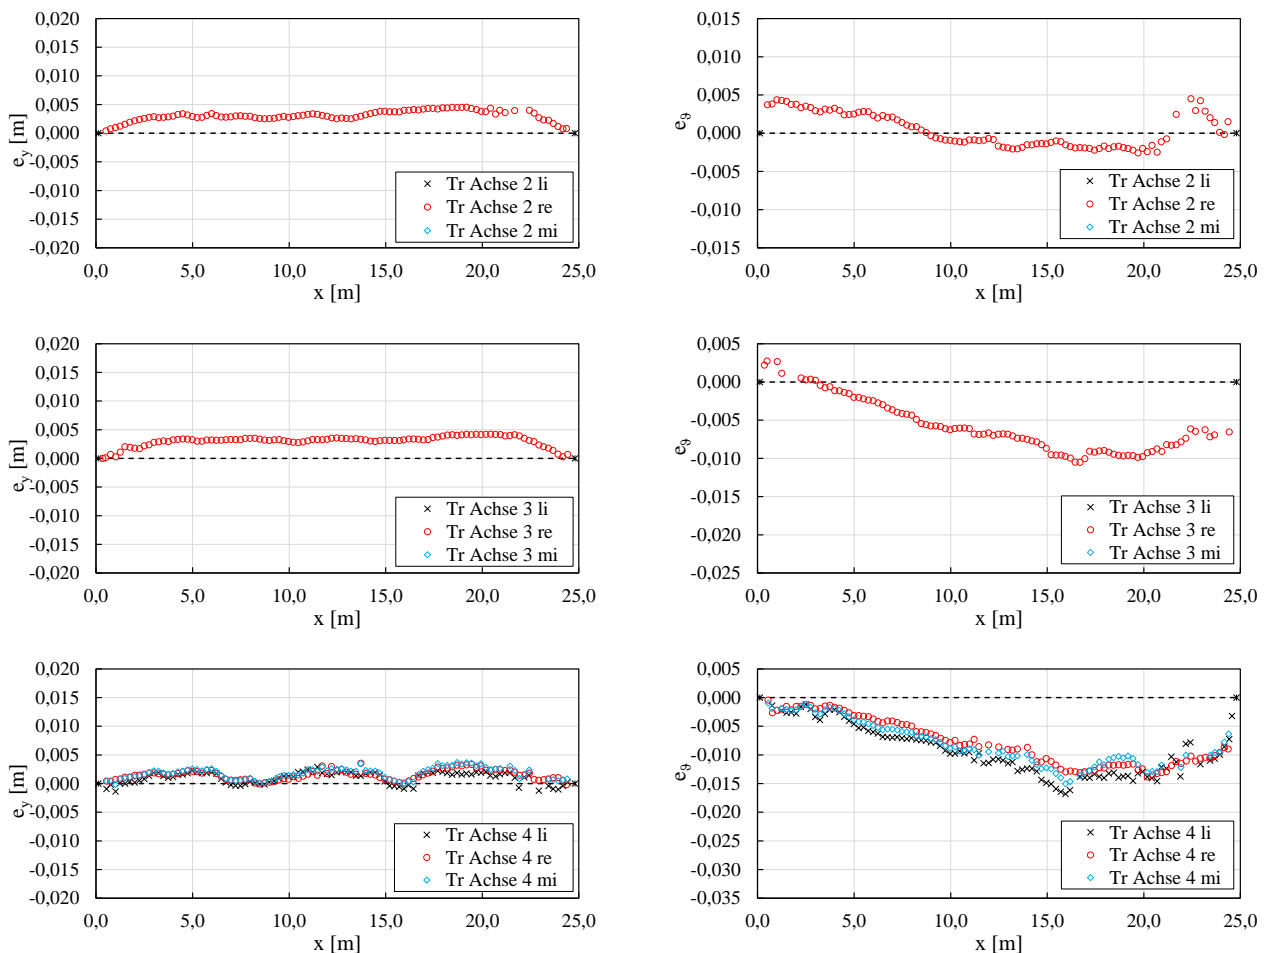 0,020
0,015
0,010
0,005
0,000
-0,005
-0,010
-0,015
-0,020
e_y [m]
0,0 5,0 10,0 15,0 20,0 25,0
x [m]
Tr Achse 2 li
Tr Achse 2 re
Tr Achse 2 mi
0,015
0,010
0,005
0,000
-0,005
-0,010
-0,015
e_ϑ
0,0 5,0 10,0 15,0 20,0 25,0
x [m]
Tr Achse 2 li
Tr Achse 2 re
Tr Achse 2 mi
0,020
0,015
0,010
0,005
0,000
-0,005
-0,010
-0,015
-0,020
e_y [m]
0,0 5,0 10,0 15,0 20,0 25,0
x [m]
Tr Achse 3 li
Tr Achse 3 re
Tr Achse 3 mi
0,005
0,000
-0,005
-0,010
-0,015
-0,020
-0,025
e_ϑ
0,0 5,0 10,0 15,0 20,0 25,0
x [m]
Tr Achse 3 li
Tr Achse 3 re
Tr Achse 3 mi
0,020
0,015
0,010
0,005
0,000
-0,005
-0,010
-0,015
-0,020
e_y [m]
0,0 5,0 10,0 15,0 20,0 25,0
x [m]
Tr Achse 4 li
Tr Achse 4 re
Tr Achse 4 mi
0,005
0,000
-0,005
-0,010
-0,015
-0,020
-0,025
-0,030
-0,035
e_ϑ
0,0 5,0 10,0 15,0 20,0 25,0
x [m]
Tr Achse 4 li
Tr Achse 4 re
Tr Achse 4 mi